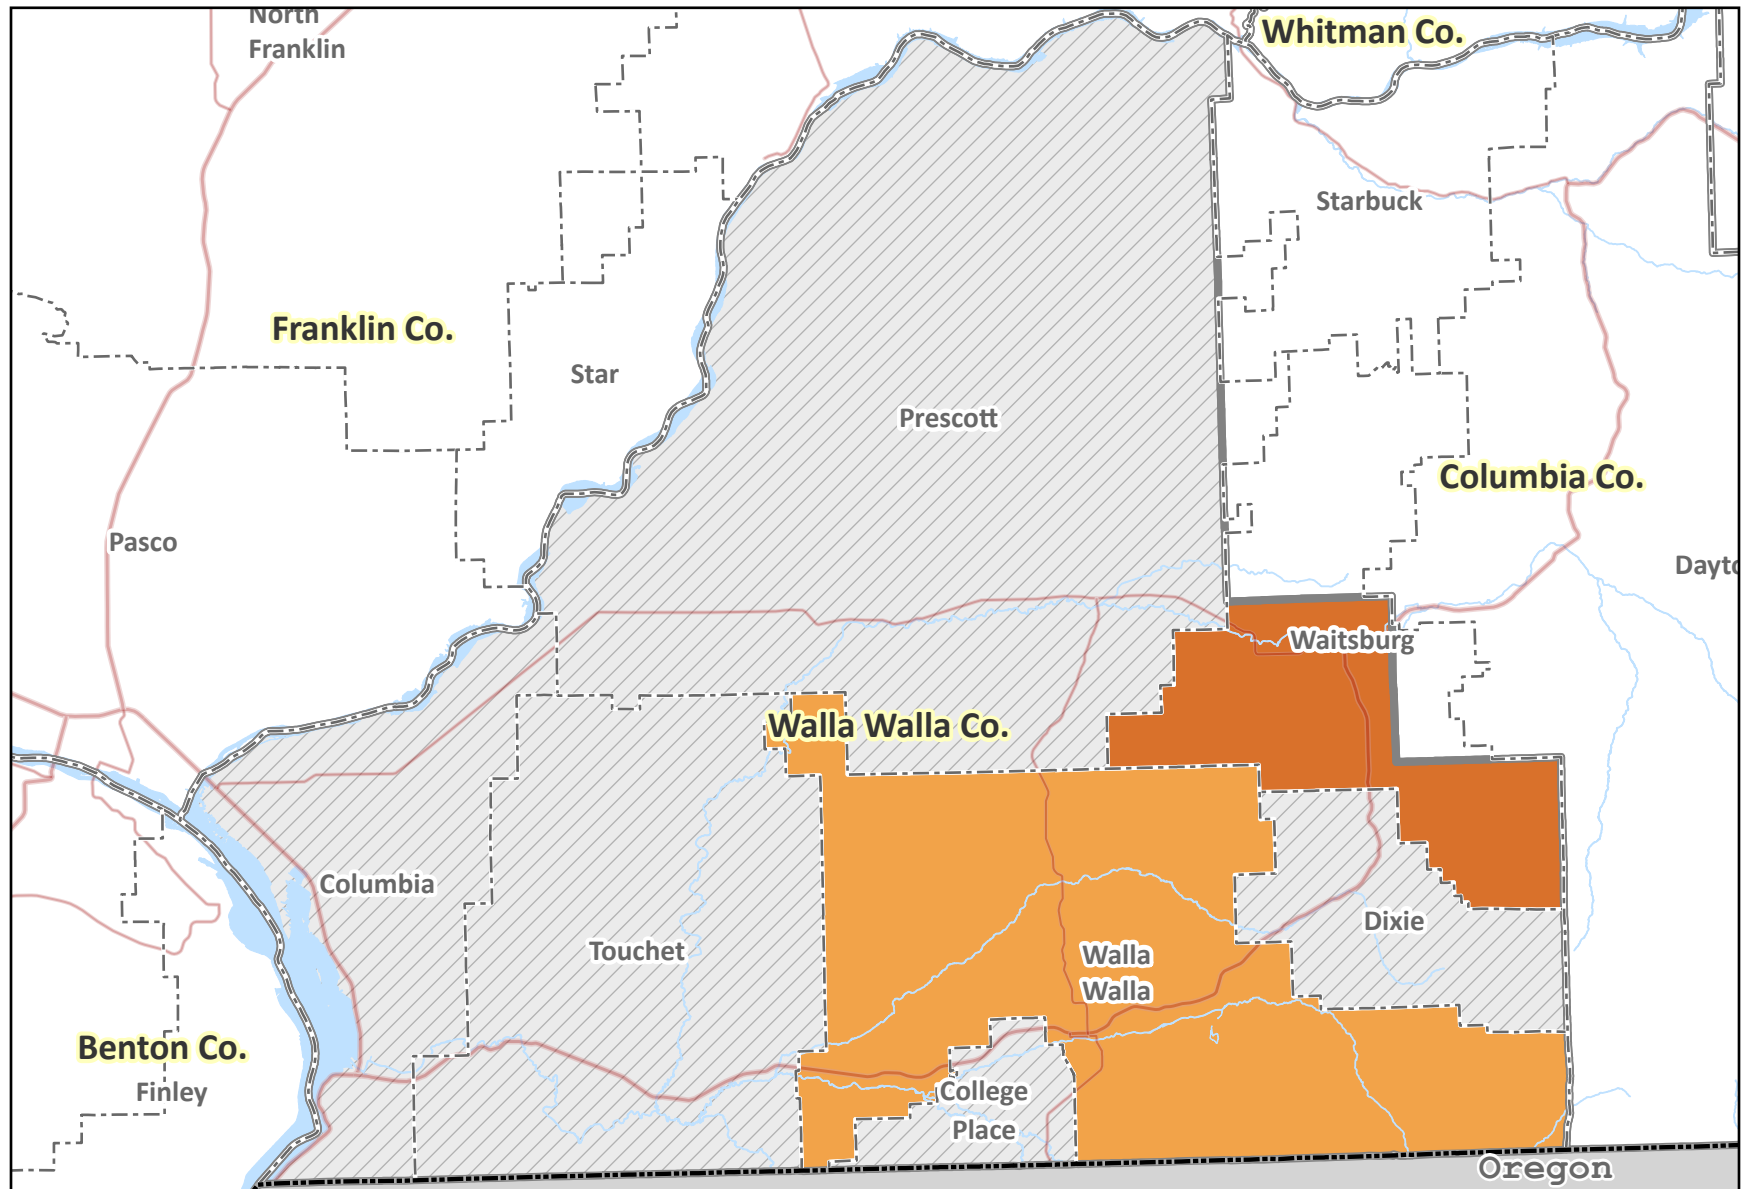 North
Franklin
Whitman Co.
Starbuck
Franklin Co.
Star
Prescott
Columbia Co.
Pasco
Dayto
Waitsburg
Walla Walla Co.
Columbia
Touchet
Dixie
Walla
Walla
Benton Co.
Finley
College
Place
Oregon